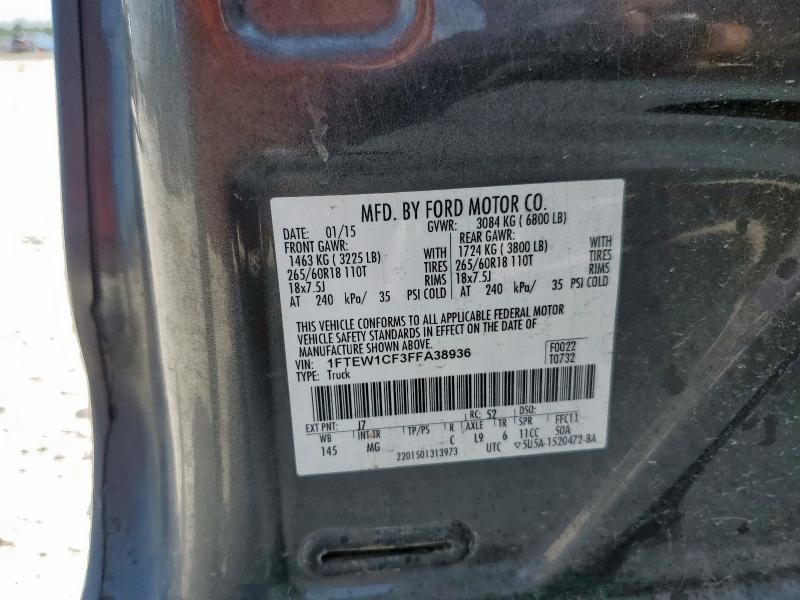 MFD. BY FORD MOTOR CO.
DATE: 01/15 GVWR: 3084 KG ( 6800 LB)
FRONT GAWR: REAR GAWR:
1463 KG ( 3225 LB) WITH 1724 KG ( 3800 LB) WITH
265/60R18 110T TIRES 265/60R18 110T TIRES
18x7.5J RIMS 18x7.5J RIMS
AT 240 kPa/ 35 PSI COLD AT 240 kPa/ 35 PSI COLD
THIS VEHICLE CONFORMS TO ALL APPLICABLE FEDERAL MOTOR
VEHICLE SAFETY STANDARDS IN EFFECT ON THE DATE OF
MANUFACTURE SHOWN ABOVE.
VIN: 1FTEW1CF3FFA38936 F0022
TYPE: Truck T0732
EXT PNT: J7 RC: 52 DSO: FFC11
WB INT TR TP/PS R AXLE TR SPR 50A
145 MG C L9 6 11CC
2201501313973 UTC ▽5U5A-1520472-BA